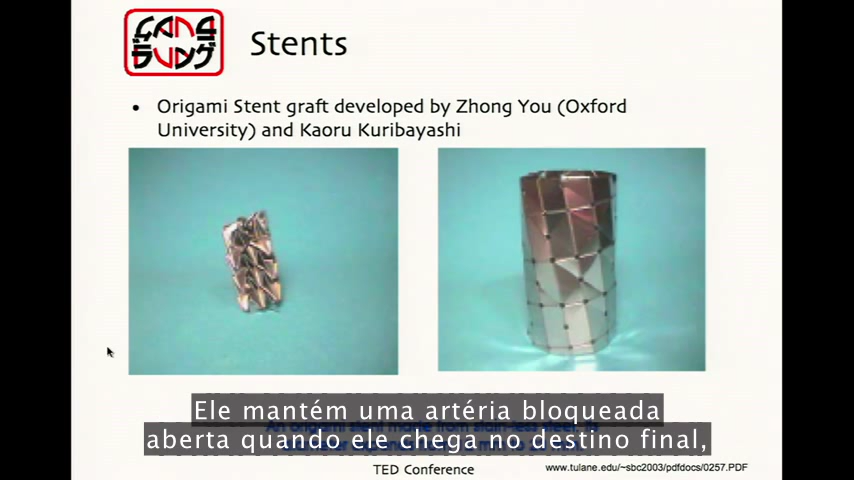 LANG
Stents
• Origami Stent graft developed by Zhong You (Oxford
University) and Kaoru Kuribayashi
Ele mantém uma artéria bloqueada
aberta quando ele chega no destino final,
TED Conference
www.tulane.edu/~sbc2003/pdfdocs/0257.PDF